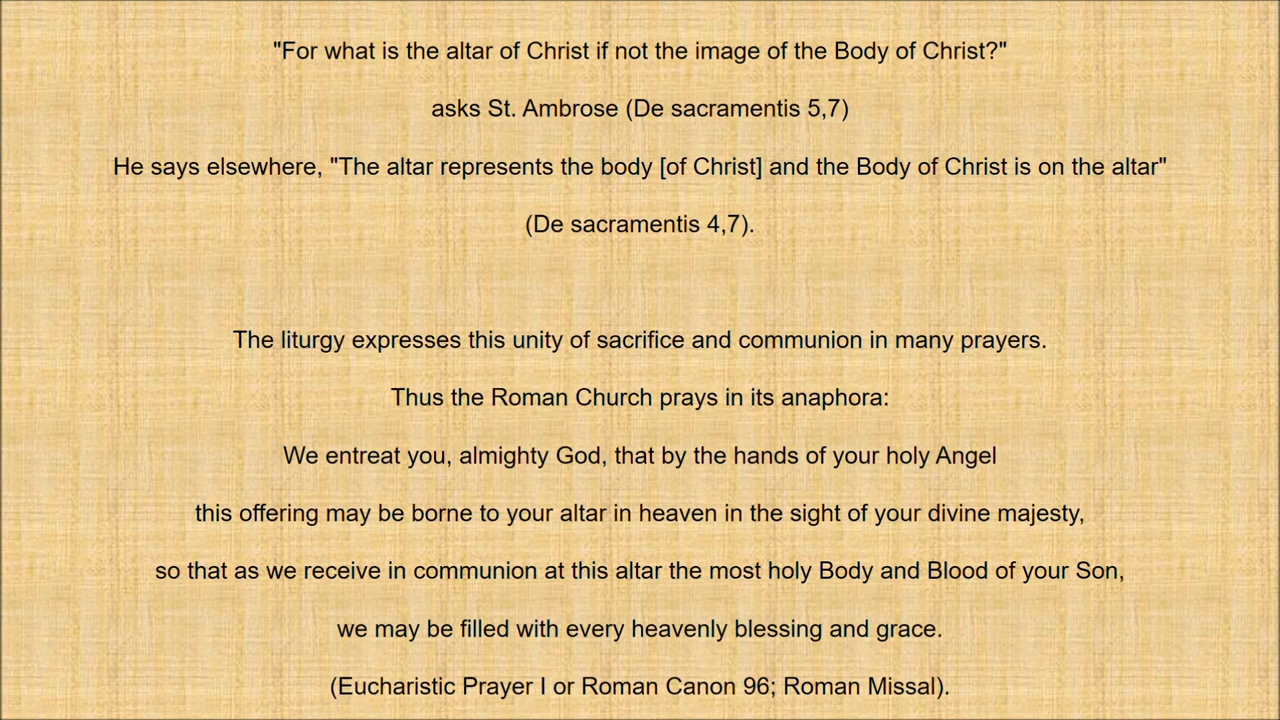 "For what is the altar of Christ if not the image of the Body of Christ?"
asks St. Ambrose (De sacramentis 5,7)
He says elsewhere, "The altar represents the body [of Christ] and the Body of Christ is on the altar"
(De sacramentis 4,7).
The liturgy expresses this unity of sacrifice and communion in many prayers.
Thus the Roman Church prays in its anaphora:
We entreat you, almighty God, that by the hands of your holy Angel
this offering may be borne to your altar in heaven in the sight of your divine majesty,
so that as we receive in communion at this altar the most holy Body and Blood of your Son,
we may be filled with every heavenly blessing and grace.
(Eucharistic Prayer I or Roman Canon 96; Roman Missal).